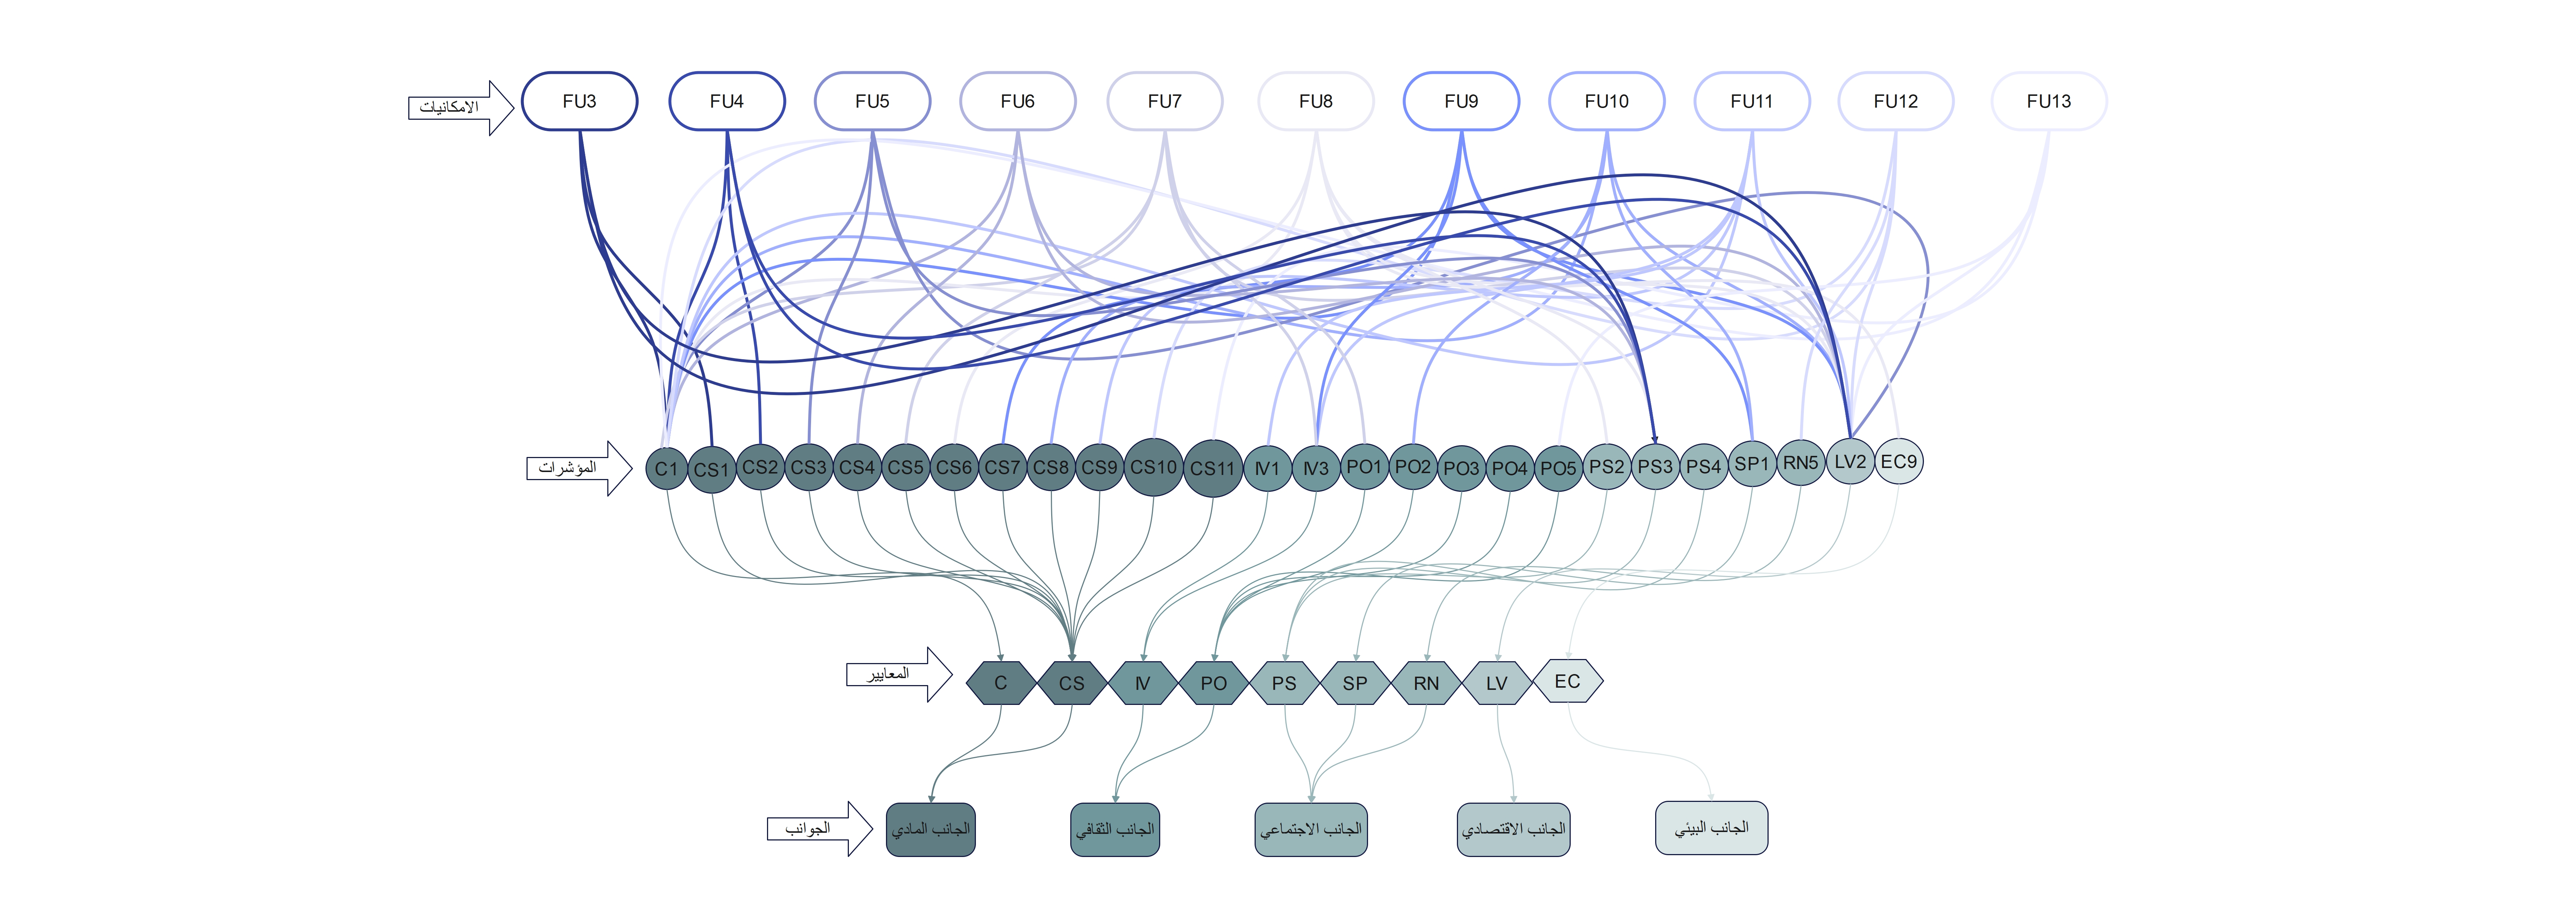 الامكانيات
FU3 FU4 FU5 FU6 FU7 FU8 FU9 FU10 FU11 FU12 FU13
المؤشرات
C1 CS1 CS2 CS3 CS4 CS5 CS6 CS7 CS8 CS9 CS10 CS11 IV1 IV3 PO1 PO2 PO3 PO4 PO5 PS2 PS3 PS4 SP1 RN5 LV2 EC9
المعايير
C CS IV PO PS SP RN LV EC
الجوانب
الجانب المادي
الجانب الثقافي
الجانب الاجتماعي
الجانب الاقتصادي
الجانب البيئي